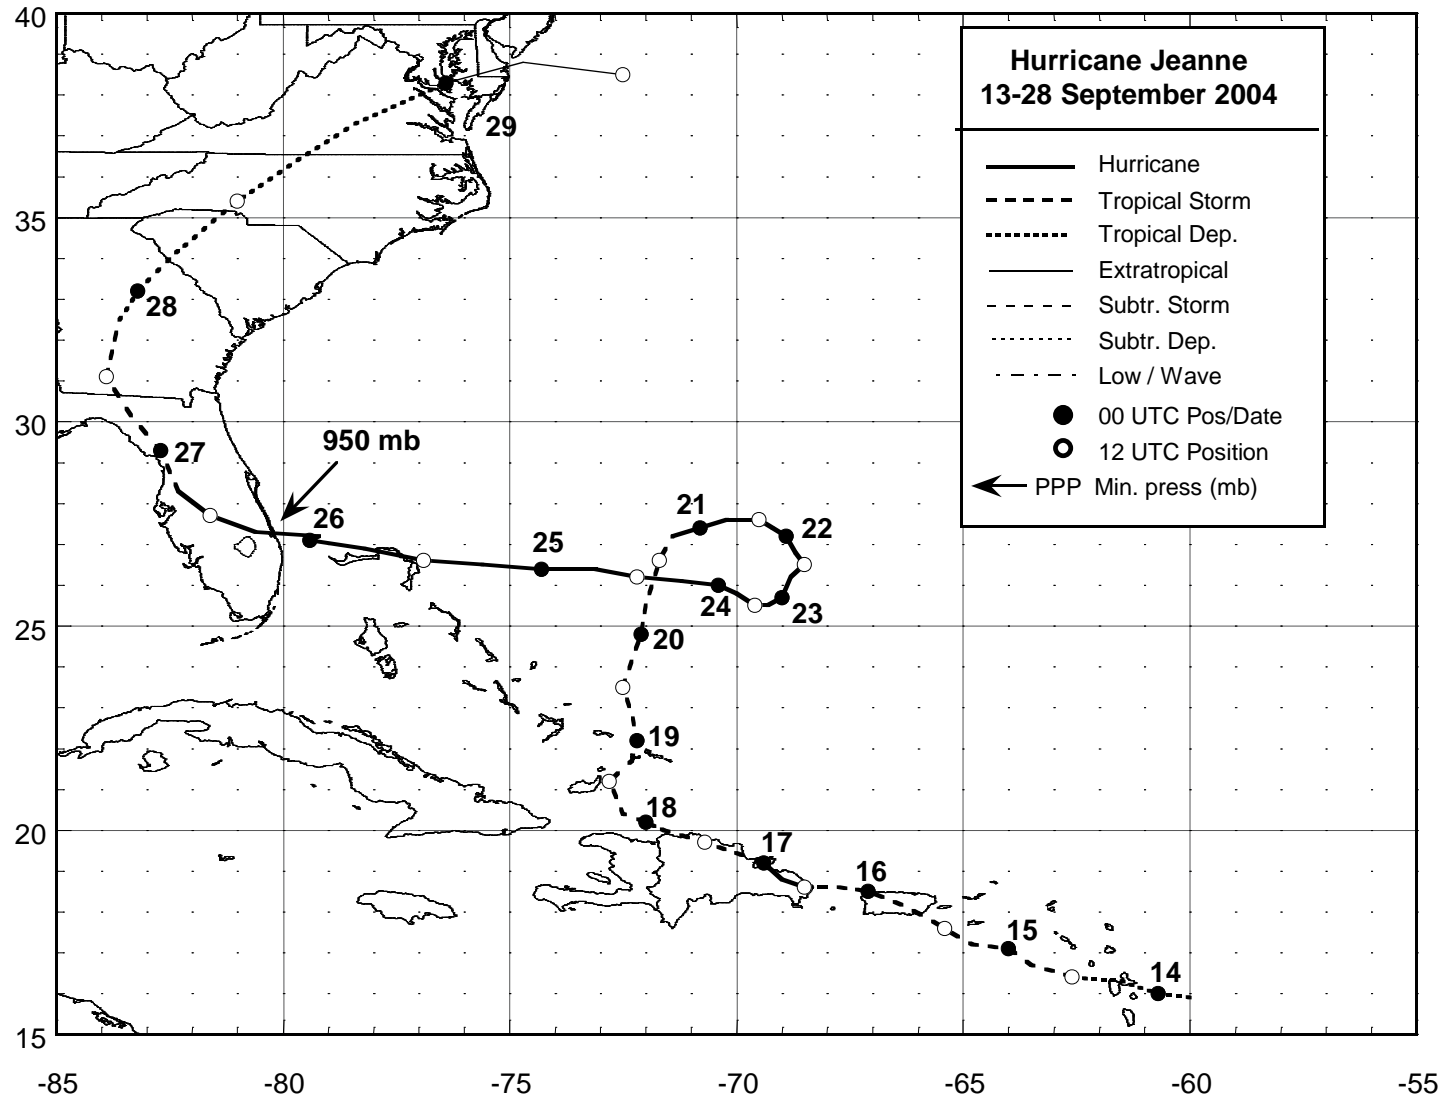 Hurricane Jeanne
13-28 September 2004
Hurricane
Tropical Storm
Tropical Dep.
Extratropical
Subtr. Storm
Subtr. Dep.
Low / Wave
00 UTC Pos/Date
12 UTC Position
PPP Min. press (mb)
40
35
30
25
20
15
-85
-80
-75
-70
-65
-60
-55
29
28
27
950 mb
26
25
21
22
24
23
20
19
18
17
16
15
14